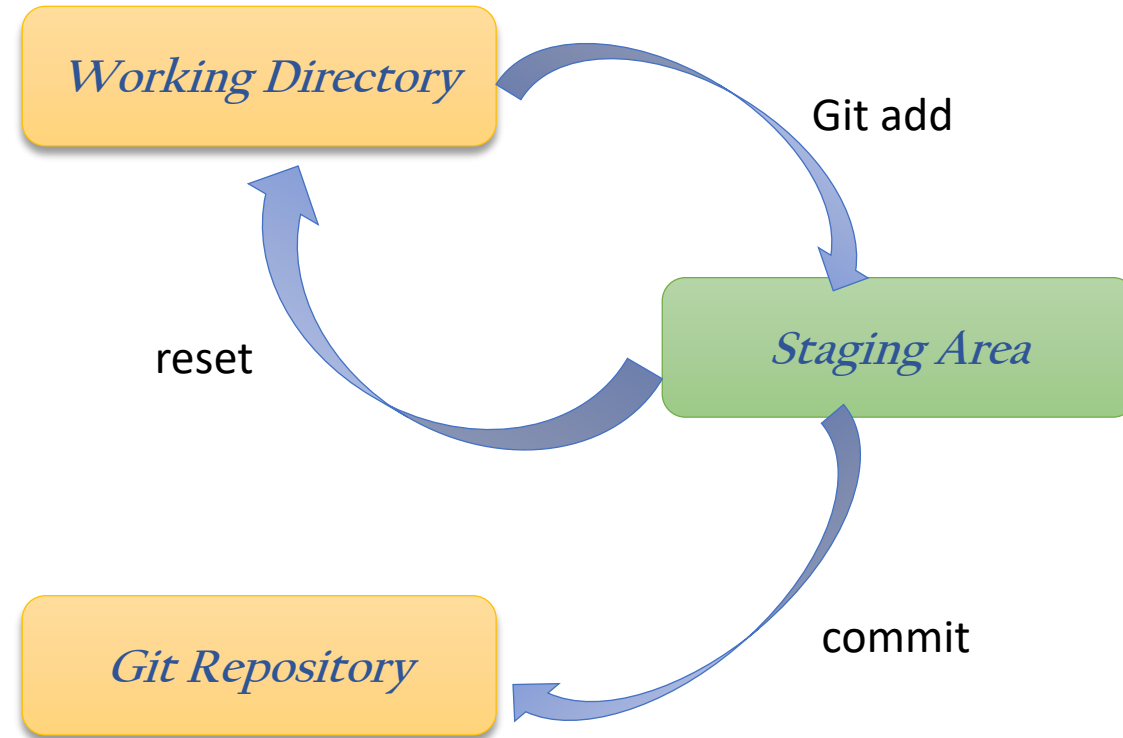 Working Directory
Git add
Staging Area
reset
commit
Git Repository